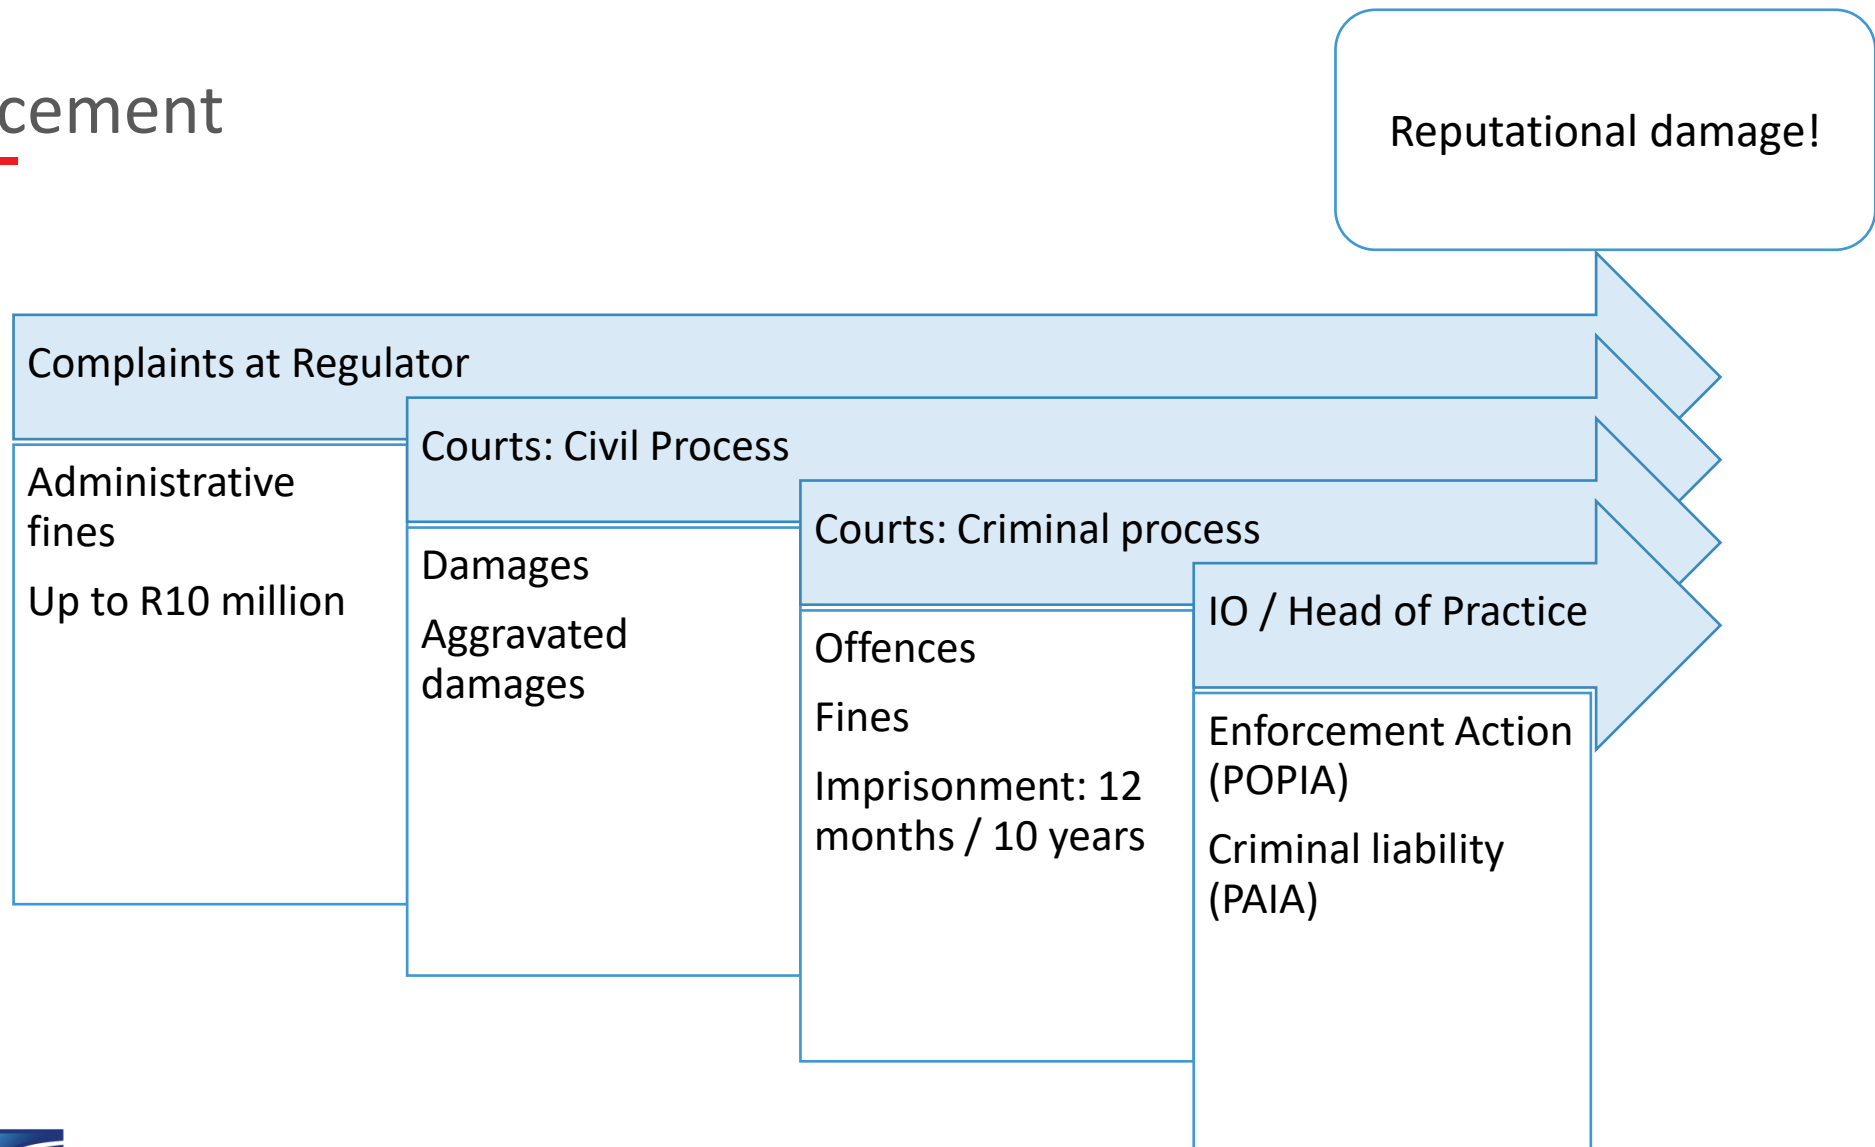 cement
Reputational damage!
Complaints at Regulator
Administrative
fines
Up to R10 million
Courts: Civil Process
Damages
Aggravated
damages
Courts: Criminal process
Offences
Fines
Imprisonment: 12
months / 10 years
IO / Head of Practice
Enforcement Action
(POPIA)
Criminal liability
(PAIA)